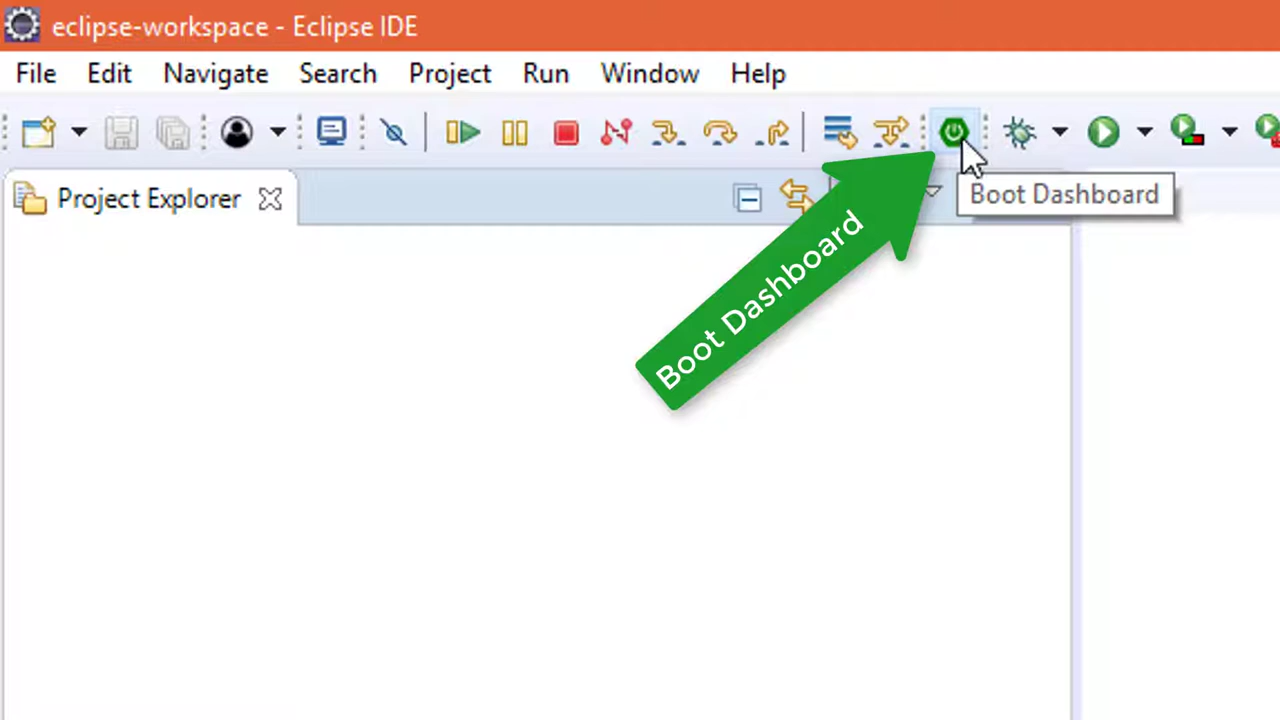 eclipse-workspace - Eclipse IDE
File Edit Navigate Search Project Run Window Help
Project Explorer
Boot Dashboard
Boot Dashboard